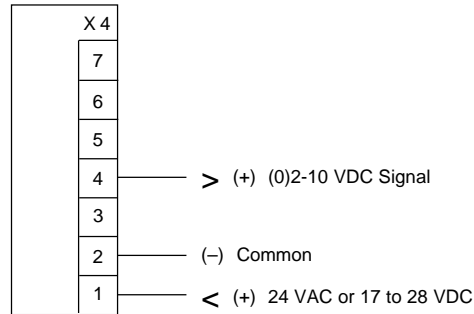 X 4
7
6
5
4 > (+) (0)2-10 VDC Signal
3
2 (–) Common
1 < (+) 24 VAC or 17 to 28 VDC